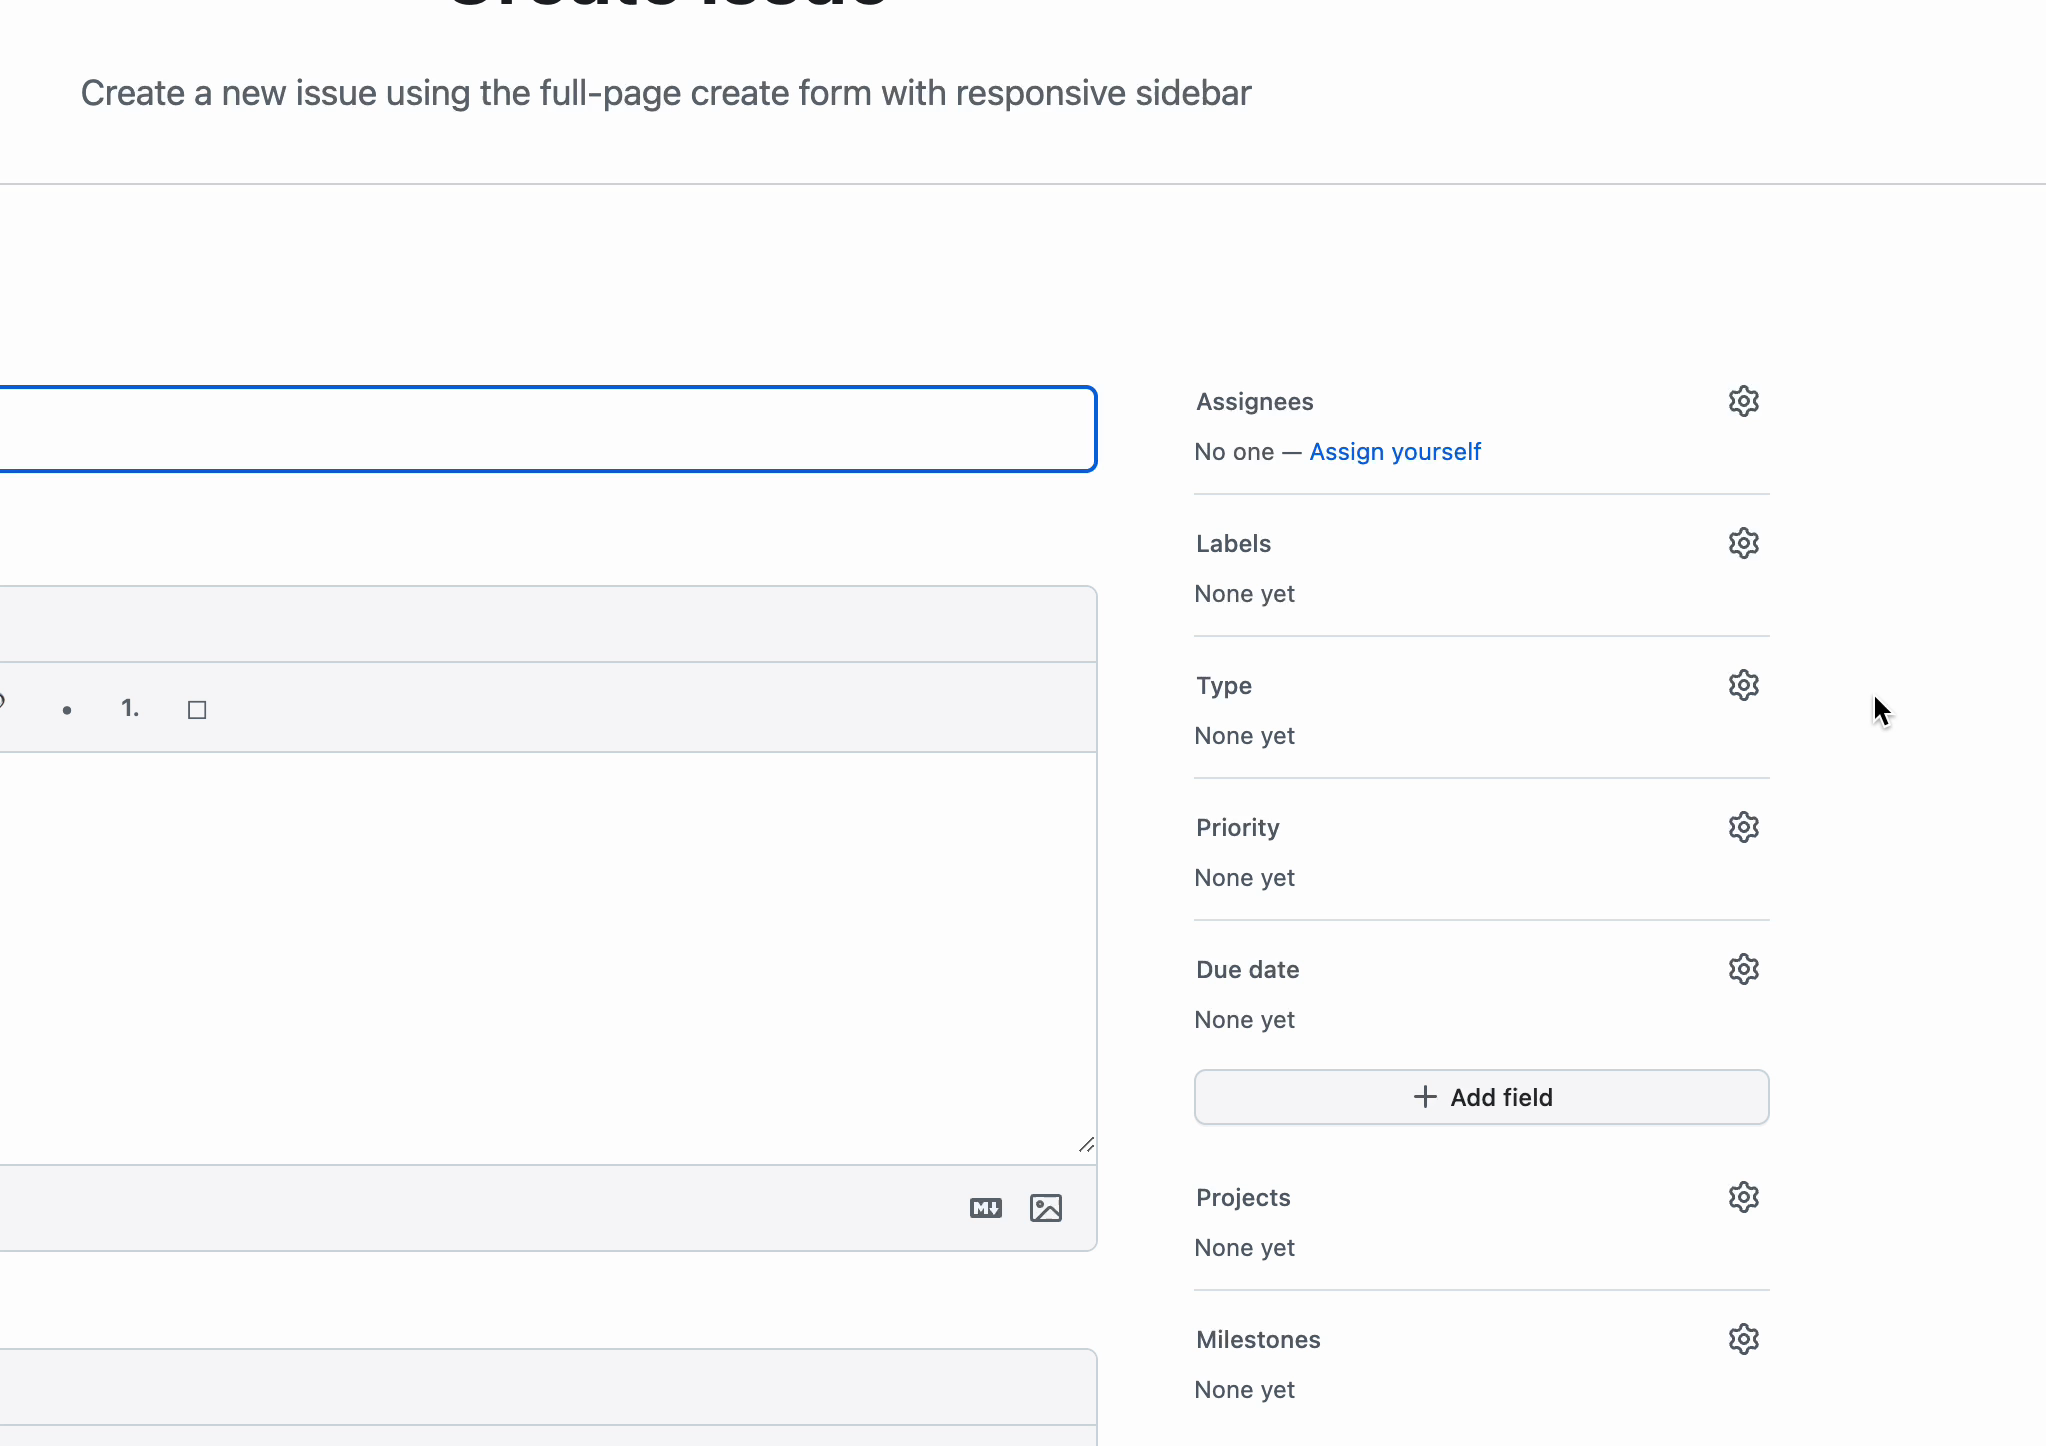 Create issue
Create a new issue using the full-page create form with responsive sidebar
Assignees
No one — Assign yourself
Labels
None yet
• 1. □
Type
None yet
Priority
None yet
Due date
None yet
+ Add field
M↓
Projects
None yet
Milestones
None yet